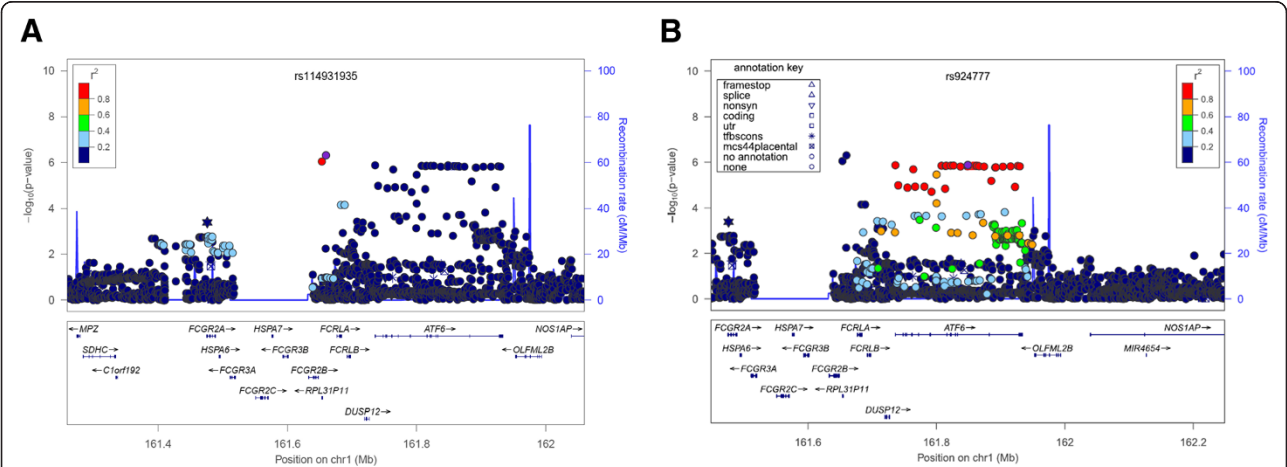 A
10
8
6
4
2
0
−log10(p−value)
r2
0.8
0.6
0.4
0.2
rs114931935
100
80
60
40
20
0
Recombination rate (cM/Mb)
←MPZ
FCGR2A→
HSPA7→
FCRLA→
ATF6→
NOS1AP→
SDHC→
HSPA6→
←FCGR3B
FCRLB→
←OLFML2B
←C1orf192
←FCGR3A
FCGR2B→
FCGR2C→
←RPL31P11
DUSP12→
161.4
161.6
161.8
162
Position on chr1 (Mb)
B
10
8
6
4
2
0
−log10(p−value)
annotation key
framestop
splice
nonsyn
coding
utr
tfbscons
mcs44placental
no annotation
none
rs924777
r2
0.8
0.6
0.4
0.2
100
80
60
40
20
0
Recombination rate (cM/Mb)
FCGR2A→
HSPA7→
FCRLA→
ATF6→
NOS1AP→
HSPA6→
←FCGR3B
FCRLB→
←OLFML2B
MIR4654→
←FCGR3A
FCGR2B→
FCGR2C→
←RPL31P11
DUSP12→
161.6
161.8
162
162.2
Position on chr1 (Mb)